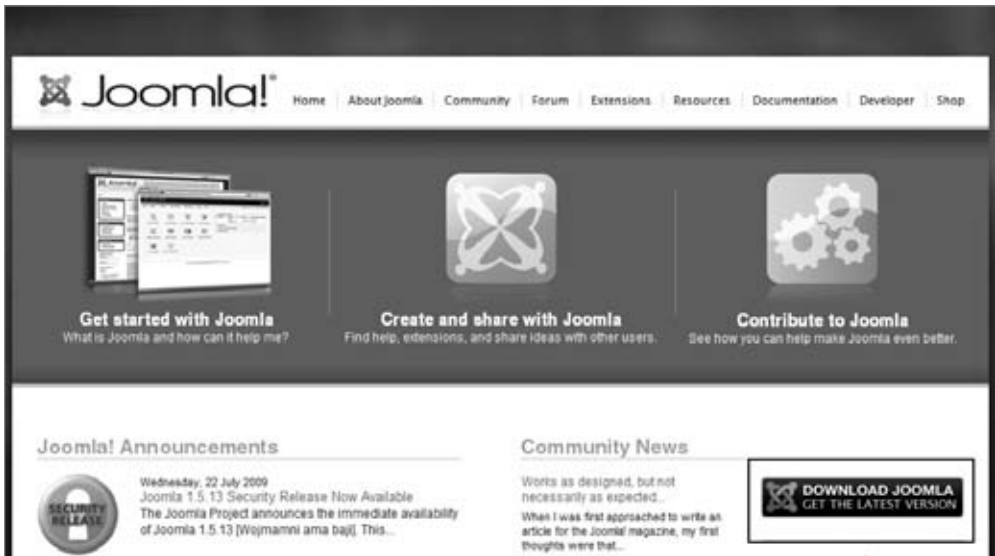 Joomla!®
Home About Joomla Community Forum Extensions Resources Documentation Developer Shop
Get started with Joomla
What is Joomla and how can it help me?
Create and share with Joomla
Find help, extensions, and share ideas with other users.
Contribute to Joomla
See how you can help make Joomla even better.
Joomla! Announcements
SECURITY
RELEASE
Wednesday, 22 July 2009
Joomla 1.5.13 Security Release Now Available
The Joomla Project announces the immediate availability
of Joomla 1.5.13 [Wojmamni ama baji]. This...
Community News
Works as designed, but not
necessarily as expected...
When I was first approached to write an
article for the Joomla! magazine, my first
thoughts were that...
DOWNLOAD JOOMLA
GET THE LATEST VERSION